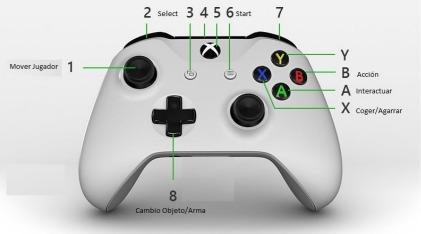 2 Select 3 4 5 6 Start 7
Y
Mover Jugador 1
B Acción
A Interactuar
X Coger/Agarrar
Y
X B
A
8
Cambio Objeto/Arma